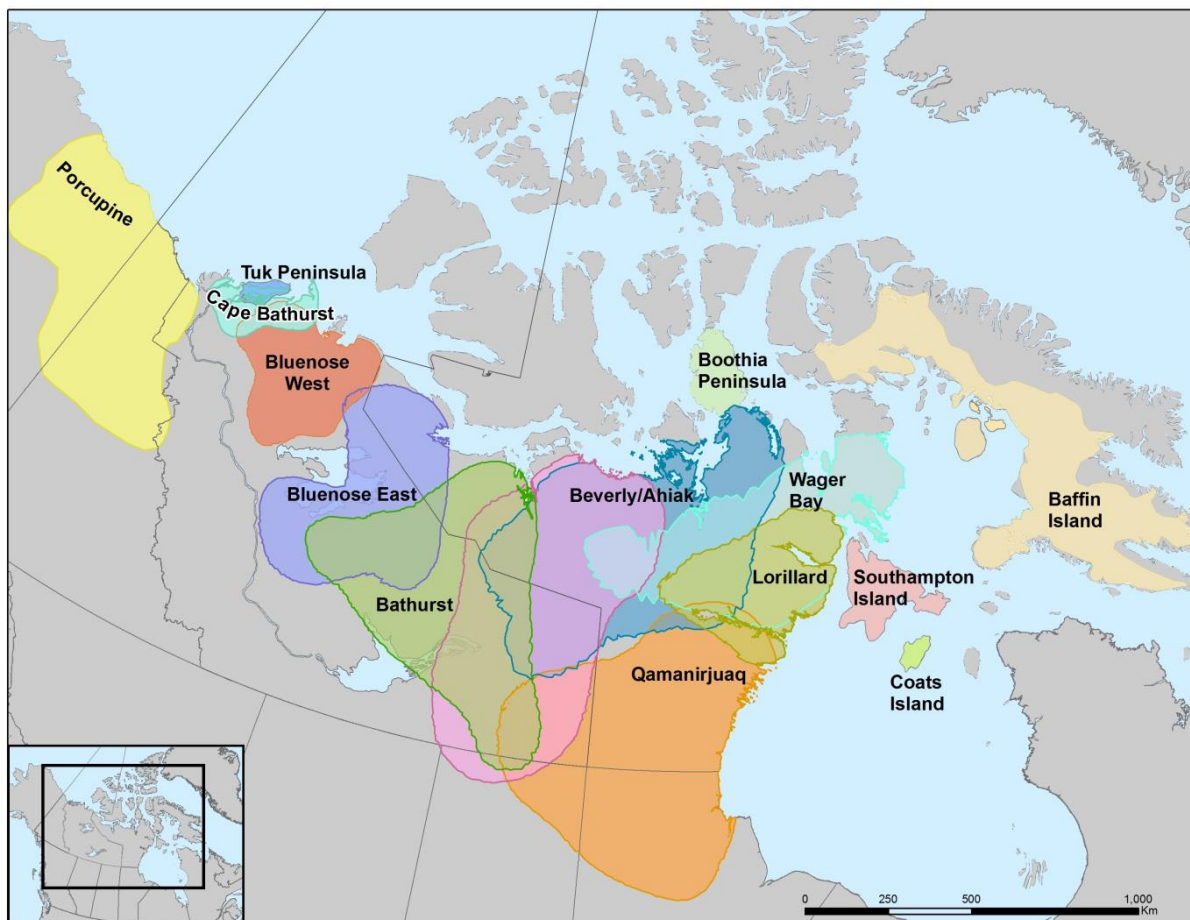 Porcupine
Tuk Peninsula
Cape Bathurst
Bluenose
West
Boothia
Peninsula
Bluenose East
Beverly/Ahiak
Wager
Bay
Baffin
Island
Bathurst
Lorillard
Southampton
Island
Qamanirjuaq
Coats
Island
0 250 500 1,000
Km